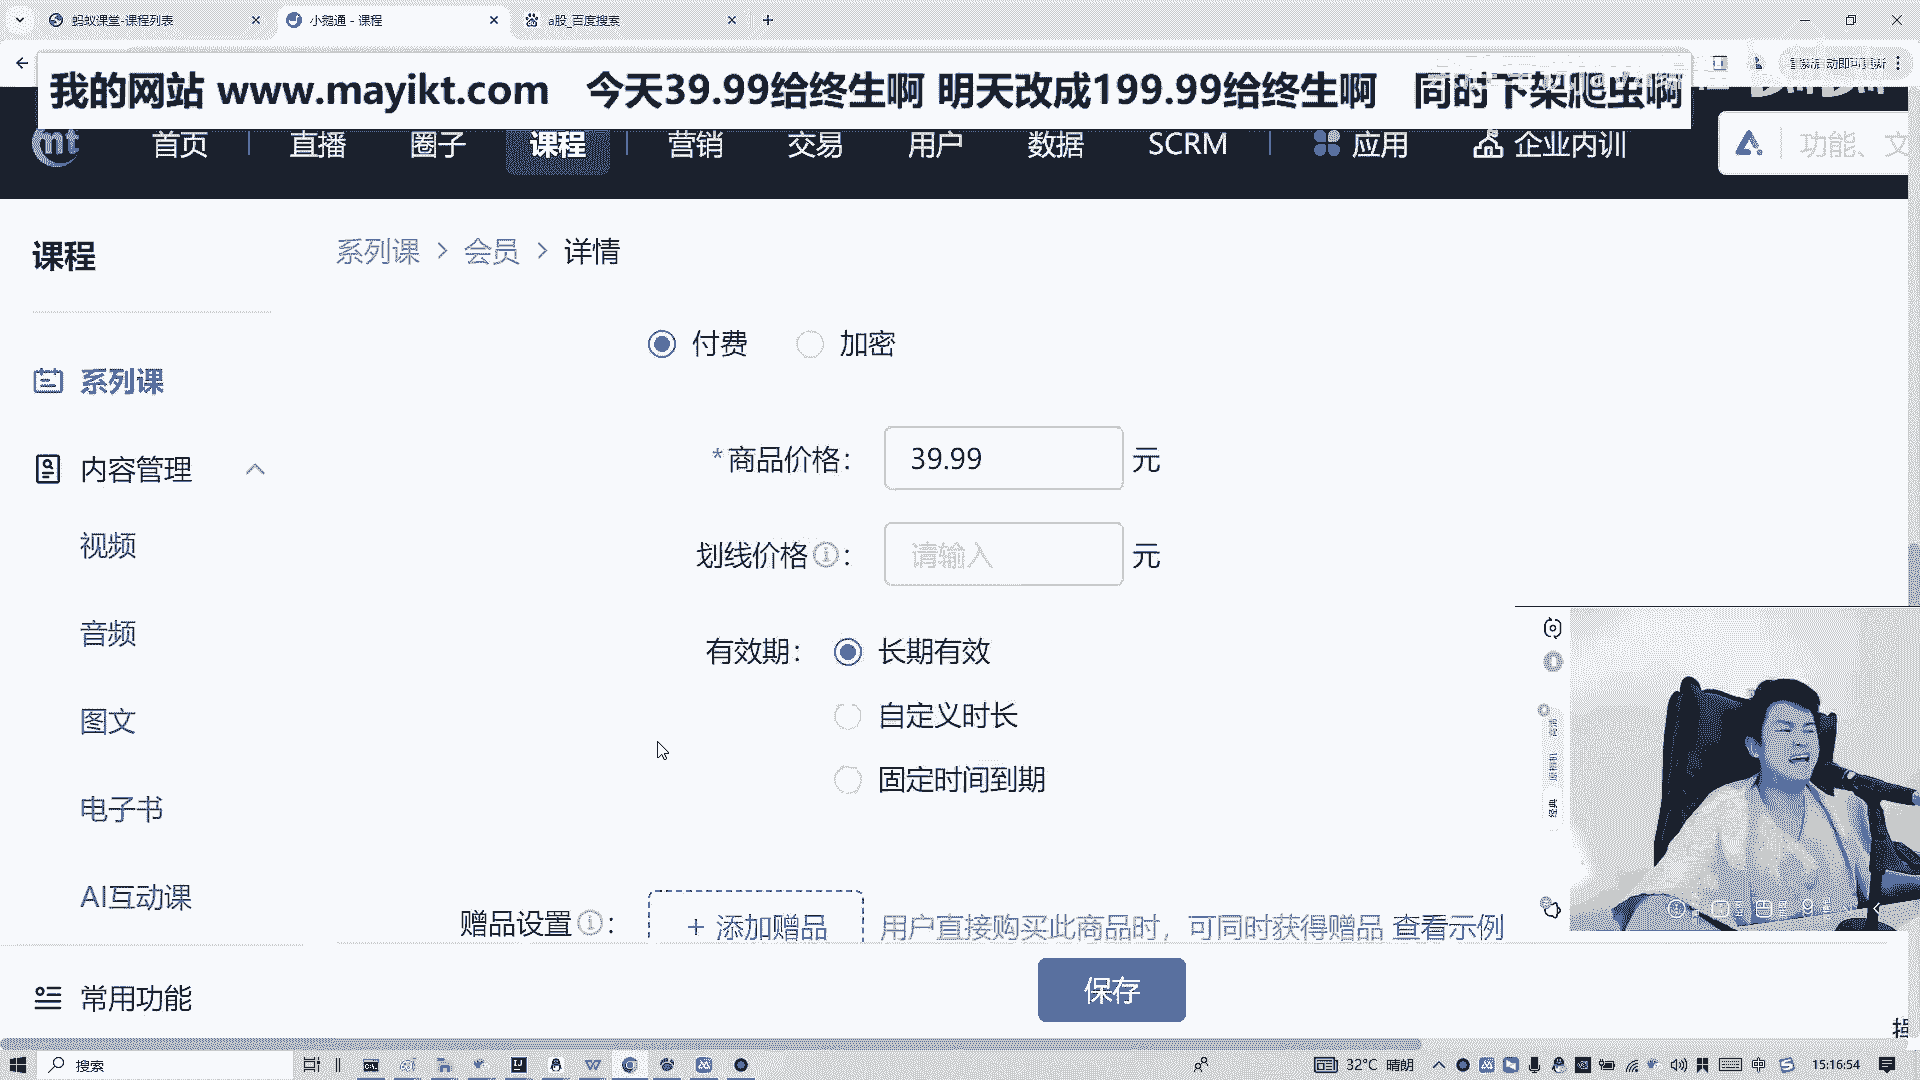 蚂蚁课堂-课程列表
小鹅通 - 课程
a股_百度搜索
我的网站 www.mayikt.com 今天39.99给终生啊 明天改成199.99给终生啊 同时下架爬虫啊
mt
首页
直播
圈子
课程
营销
交易
用户
数据
SCRM
应用
企业内训
功能、文
课程
系列课 > 会员 > 详情
付费
加密
系列课
*商品价格：
39.99
元
内容管理
视频
划线价格
：
请输入
元
音频
有效期：
长期有效
图文
自定义时长
固定时间到期
电子书
AI互动课
赠品设置
：
+ 添加赠品
用户直接购买此商品时，可同时获得赠品 查看示例
常用功能
保存
搜索
32°C 晴朗
中
15:16:54